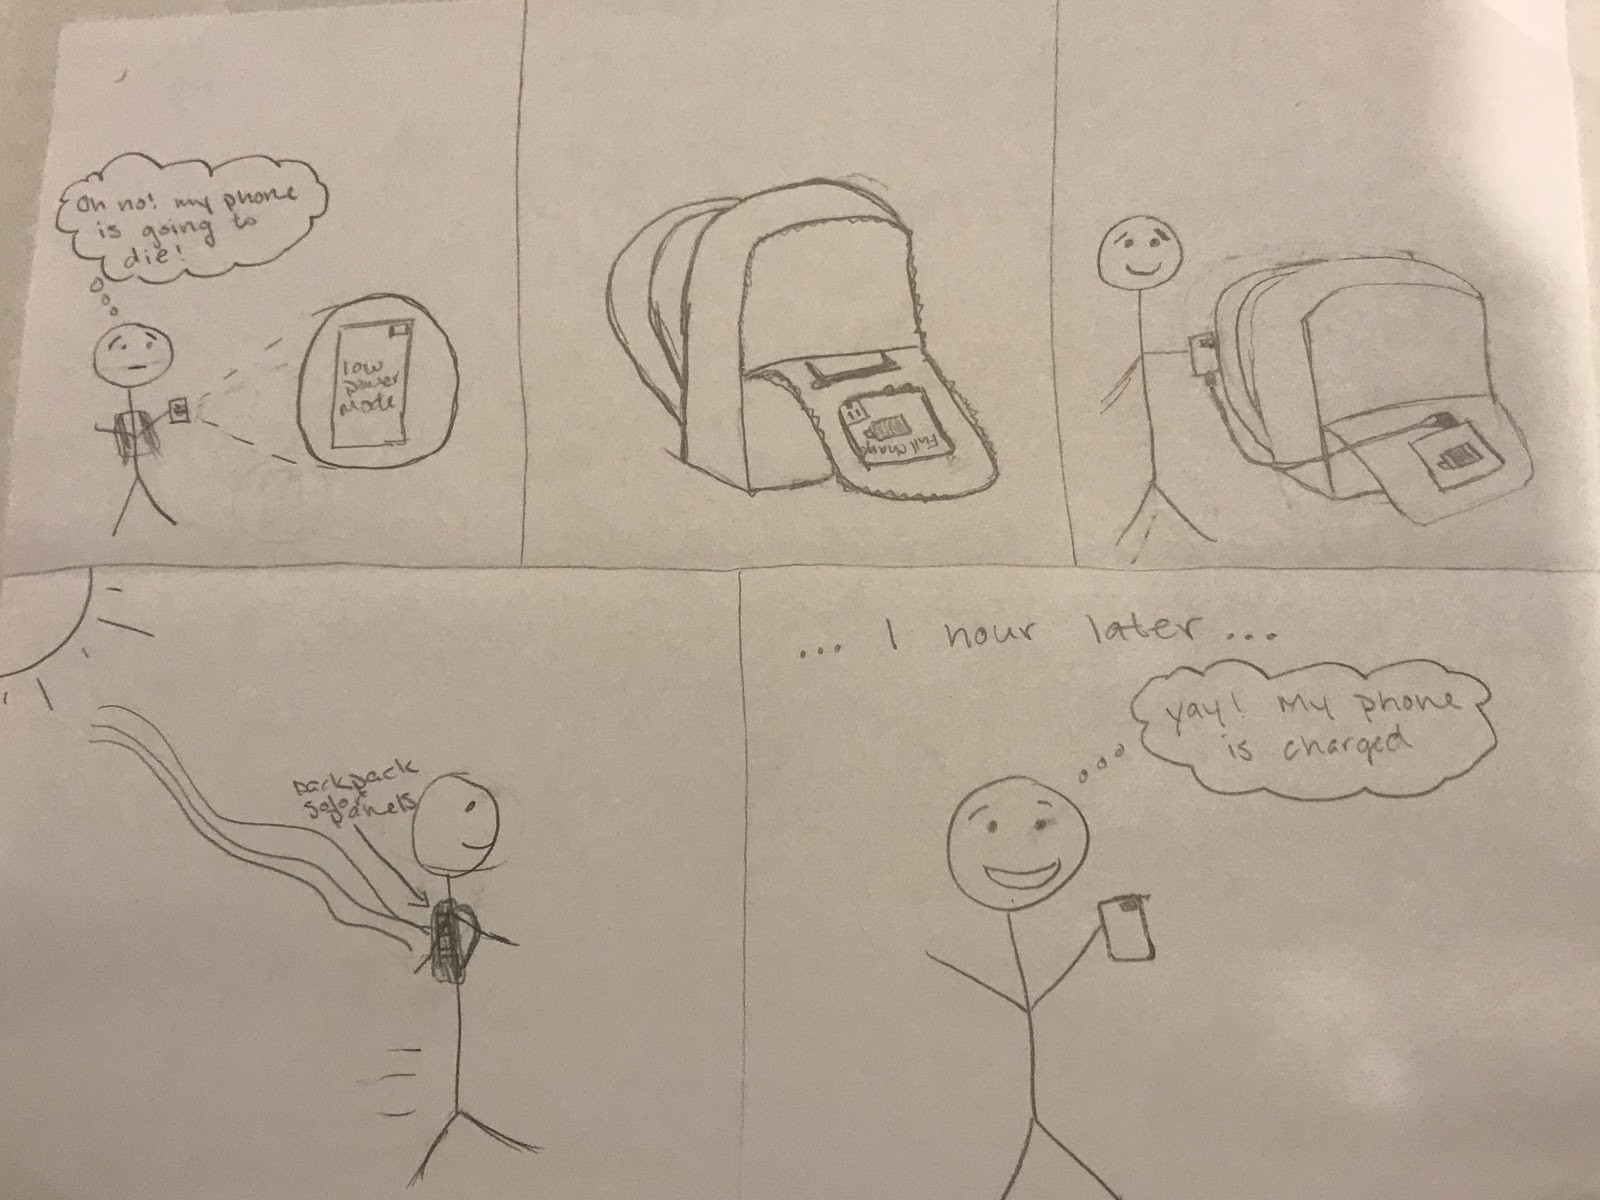 Oh no! my phone
is going to
die!
low
power
mode
Full Charge
backpack
solar
panels
... 1 hour later...
yay! My phone
is charged